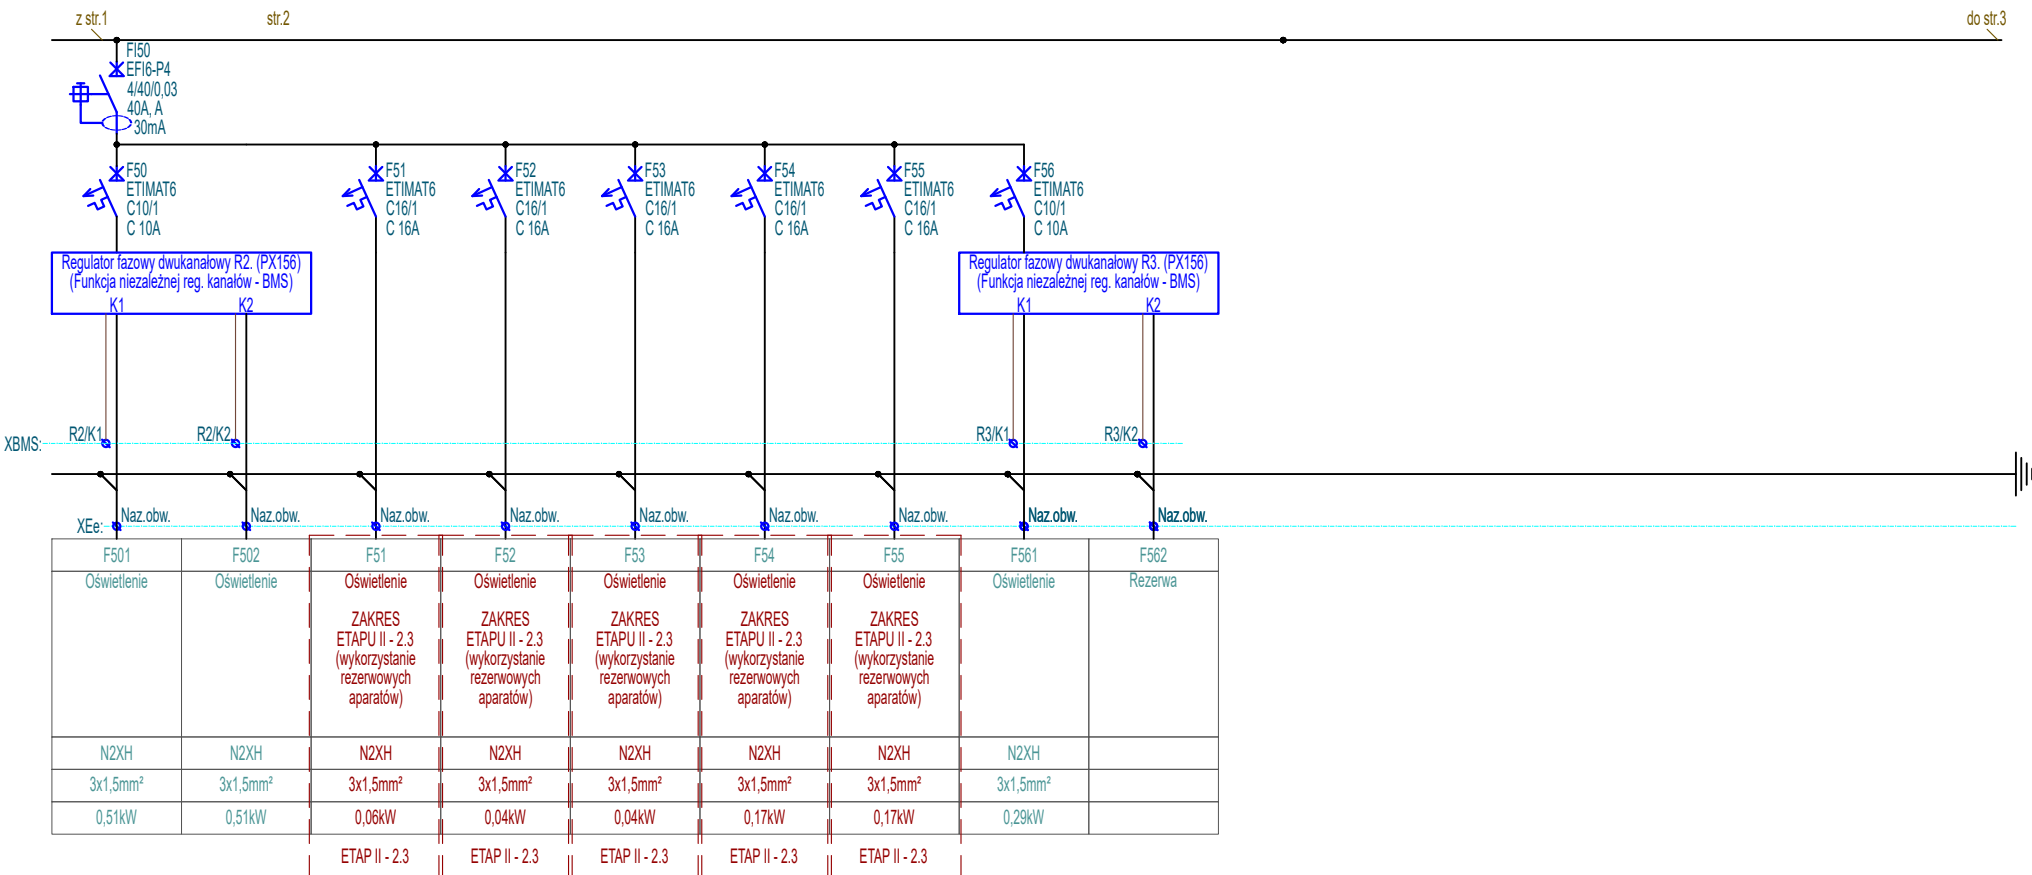 z str.1
str.2
do str.3
FI50
EFI6-P4
4/40/0,03
40A, A
30mA
F50
ETIMAT6
C10/1
C 10A
F51
ETIMAT6
C16/1
C 16A
F52
ETIMAT6
C16/1
C 16A
F53
ETIMAT6
C16/1
C 16A
F54
ETIMAT6
C16/1
C 16A
F55
ETIMAT6
C16/1
C 16A
F56
ETIMAT6
C10/1
C 10A
Regulator fazowy dwukanałowy R2. (PX156)
(Funkcja niezależnej reg. kanałów - BMS)
K1 K2
Regulator fazowy dwukanałowy R3. (PX156)
(Funkcja niezależnej reg. kanałów - BMS)
K1 K2
XBMS: R2/K1 R2/K2 R3/K1 R3/K2
XEe: Naz.obw. Naz.obw. Naz.obw. Naz.obw. Naz.obw. Naz.obw. Naz.obw. Naz.obw. Naz.obw.
F501 F502 F51 F52 F53 F54 F55 F561 F562
Oświetlenie Oświetlenie Oświetlenie Oświetlenie Oświetlenie Oświetlenie Oświetlenie Oświetlenie Rezerwa
ZAKRES ZAKRES ZAKRES ZAKRES ZAKRES
ETAPU II - 2.3 ETAPU II - 2.3 ETAPU II - 2.3 ETAPU II - 2.3 ETAPU II - 2.3
(wykorzystanie (wykorzystanie (wykorzystanie (wykorzystanie (wykorzystanie
rezerwowych rezerwowych rezerwowych rezerwowych rezerwowych
aparatów) aparatów) aparatów) aparatów) aparatów)
N2XH N2XH N2XH N2XH N2XH N2XH N2XH N2XH
3x1,5mm² 3x1,5mm² 3x1,5mm² 3x1,5mm² 3x1,5mm² 3x1,5mm² 3x1,5mm² 3x1,5mm²
0,51kW 0,51kW 0,06kW 0,04kW 0,04kW 0,17kW 0,17kW 0,29kW
ETAP II - 2.3 ETAP II - 2.3 ETAP II - 2.3 ETAP II - 2.3 ETAP II - 2.3